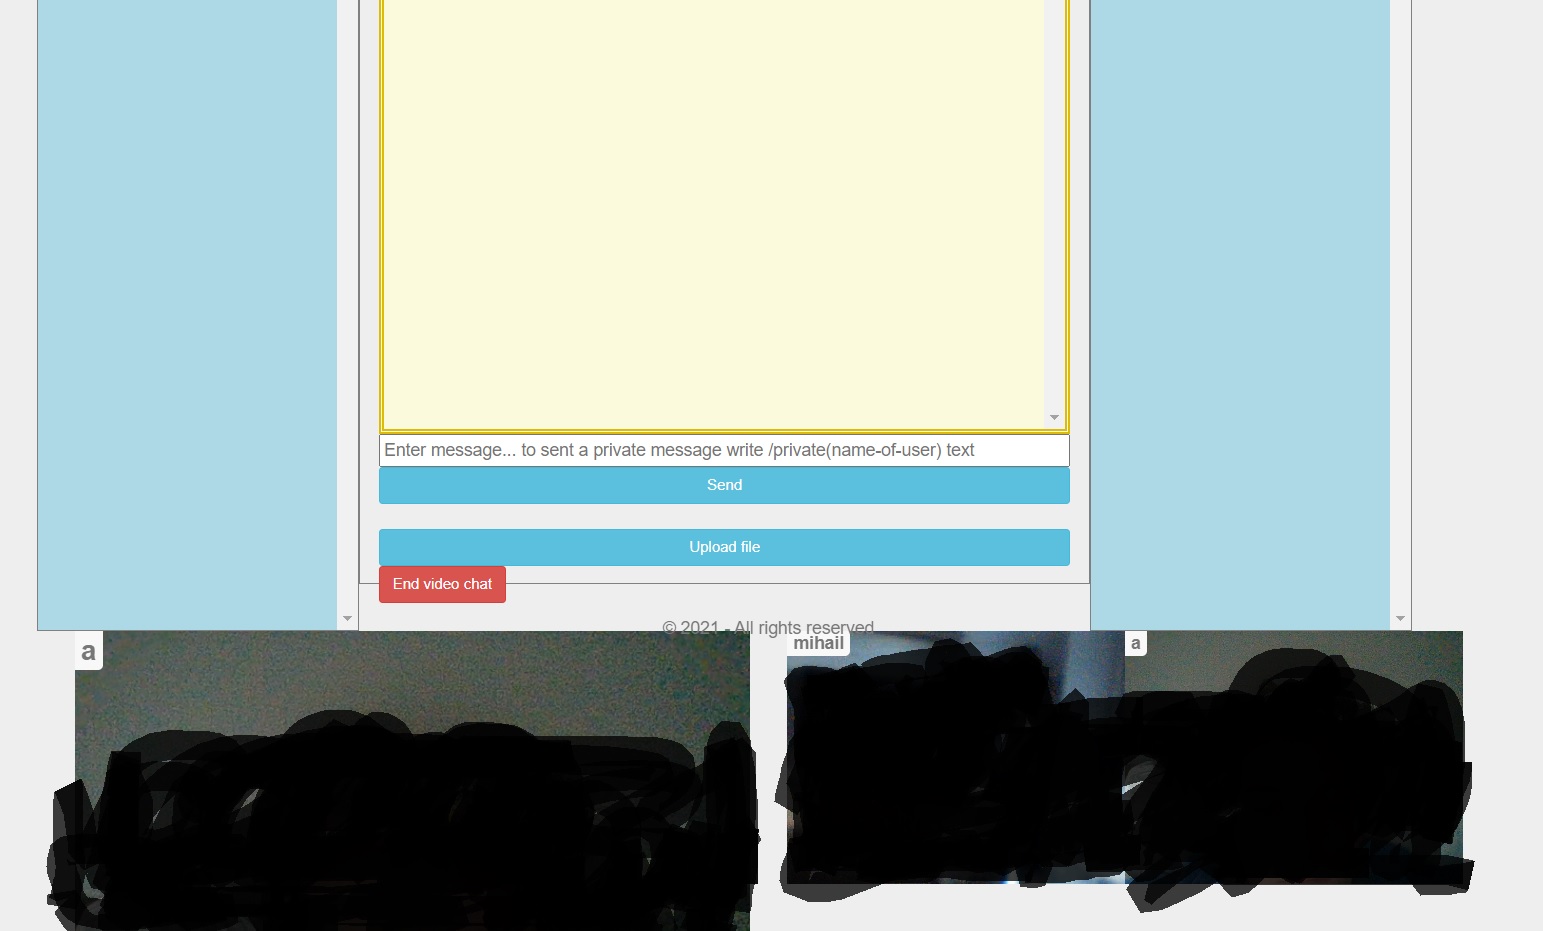 Enter message... to sent a private message write /private(name-of-user) text
Send
Upload file
End video chat
© 2021 - All rights reserved
a
mihail
a